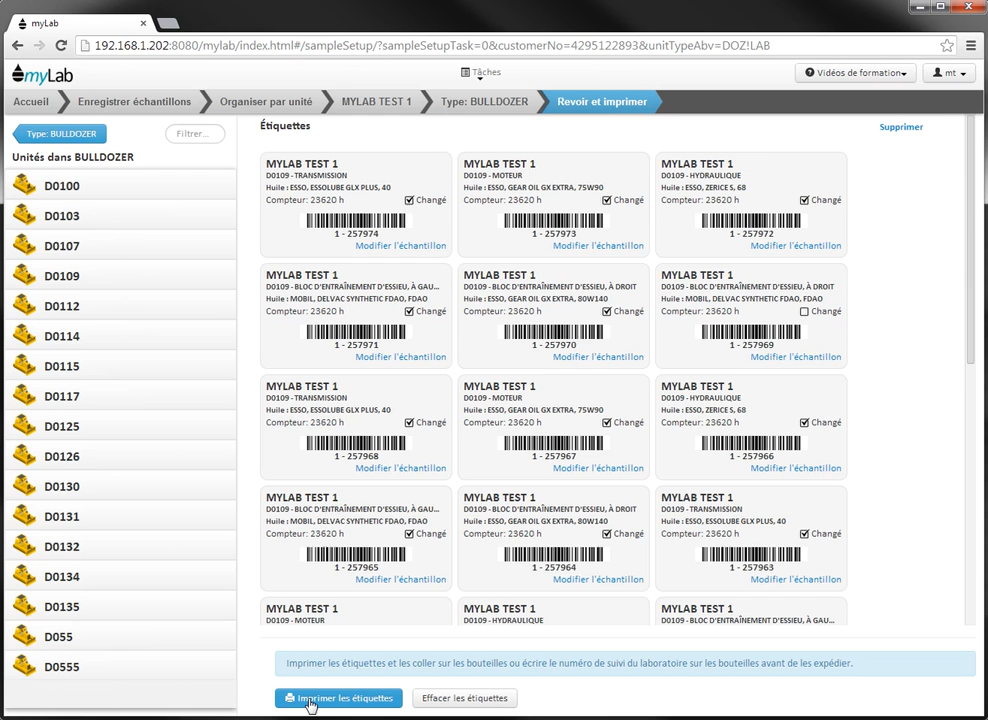 myLab
192.168.1.202:8080/mylab/index.html#/sampleSetup/?sampleSetupTask=0&customerNo=4295122893&unitTypeAbv=DOZ!LAB
myLab
Tâches
Vidéos de formation
mt
Accueil
Enregistrer échantillons
Organiser par unité
MYLAB TEST 1
Type: BULLDOZER
Revoir et imprimer
Type: BULLDOZER
Filtrer...
Unités dans BULLDOZER
D0100
D0103
D0107
D0109
D0112
D0114
D0115
D0117
D0125
D0126
D0130
D0131
D0132
D0134
D0135
D055
D0555
Étiquettes
Supprimer
MYLAB TEST 1
D0109 - TRANSMISSION
Huile : ESSO, ESSOLUBE GLX PLUS, 40
Compteur: 23620 h Changé
1 - 257974
Modifier l'échantillon
MYLAB TEST 1
D0109 - MOTEUR
Huile : ESSO, GEAR OIL GX EXTRA, 75W90
Compteur: 23620 h Changé
1 - 257973
Modifier l'échantillon
MYLAB TEST 1
D0109 - HYDRAULIQUE
Huile : ESSO, ZERICE S, 68
Compteur: 23620 h Changé
1 - 257972
Modifier l'échantillon
MYLAB TEST 1
D0109 - BLOC D'ENTRAÎNEMENT D'ESSIEU, À GAU...
Huile : MOBIL, DELVAC SYNTHETIC FDAO, FDAO
Compteur: 23620 h Changé
1 - 257971
Modifier l'échantillon
MYLAB TEST 1
D0109 - BLOC D'ENTRAÎNEMENT D'ESSIEU, À DROIT
Huile : ESSO, GEAR OIL GX EXTRA, 80W140
Compteur: 23620 h Changé
1 - 257970
Modifier l'échantillon
MYLAB TEST 1
D0109 - BLOC D'ENTRAÎNEMENT D'ESSIEU, À DROIT
Huile : MOBIL, DELVAC SYNTHETIC FDAO, FDAO
Compteur: 23620 h Changé
1 - 257969
Modifier l'échantillon
MYLAB TEST 1
D0109 - TRANSMISSION
Huile : ESSO, ESSOLUBE GLX PLUS, 40
Compteur: 23620 h Changé
1 - 257968
Modifier l'échantillon
MYLAB TEST 1
D0109 - MOTEUR
Huile : ESSO, GEAR OIL GX EXTRA, 75W90
Compteur: 23620 h Changé
1 - 257967
Modifier l'échantillon
MYLAB TEST 1
D0109 - HYDRAULIQUE
Huile : ESSO, ZERICE S, 68
Compteur: 23620 h Changé
1 - 257966
Modifier l'échantillon
MYLAB TEST 1
D0109 - BLOC D'ENTRAÎNEMENT D'ESSIEU, À GAU...
Huile : MOBIL, DELVAC SYNTHETIC FDAO, FDAO
Compteur: 23620 h Changé
1 - 257965
Modifier l'échantillon
MYLAB TEST 1
D0109 - BLOC D'ENTRAÎNEMENT D'ESSIEU, À DROIT
Huile : ESSO, GEAR OIL GX EXTRA, 80W140
Compteur: 23620 h Changé
1 - 257964
Modifier l'échantillon
MYLAB TEST 1
D0109 - TRANSMISSION
Huile : ESSO, ESSOLUBE GLX PLUS, 40
Compteur: 23620 h Changé
1 - 257963
Modifier l'échantillon
MYLAB TEST 1
D0109 - MOTEUR
MYLAB TEST 1
D0109 - HYDRAULIQUE
MYLAB TEST 1
D0109 - BLOC D'ENTRAÎNEMENT D'ESSIEU, À GAU...
Imprimer les étiquettes et les coller sur les bouteilles ou écrire le numéro de suivi du laboratoire sur les bouteilles avant de les expédier.
Imprimer les étiquettes
Effacer les étiquettes